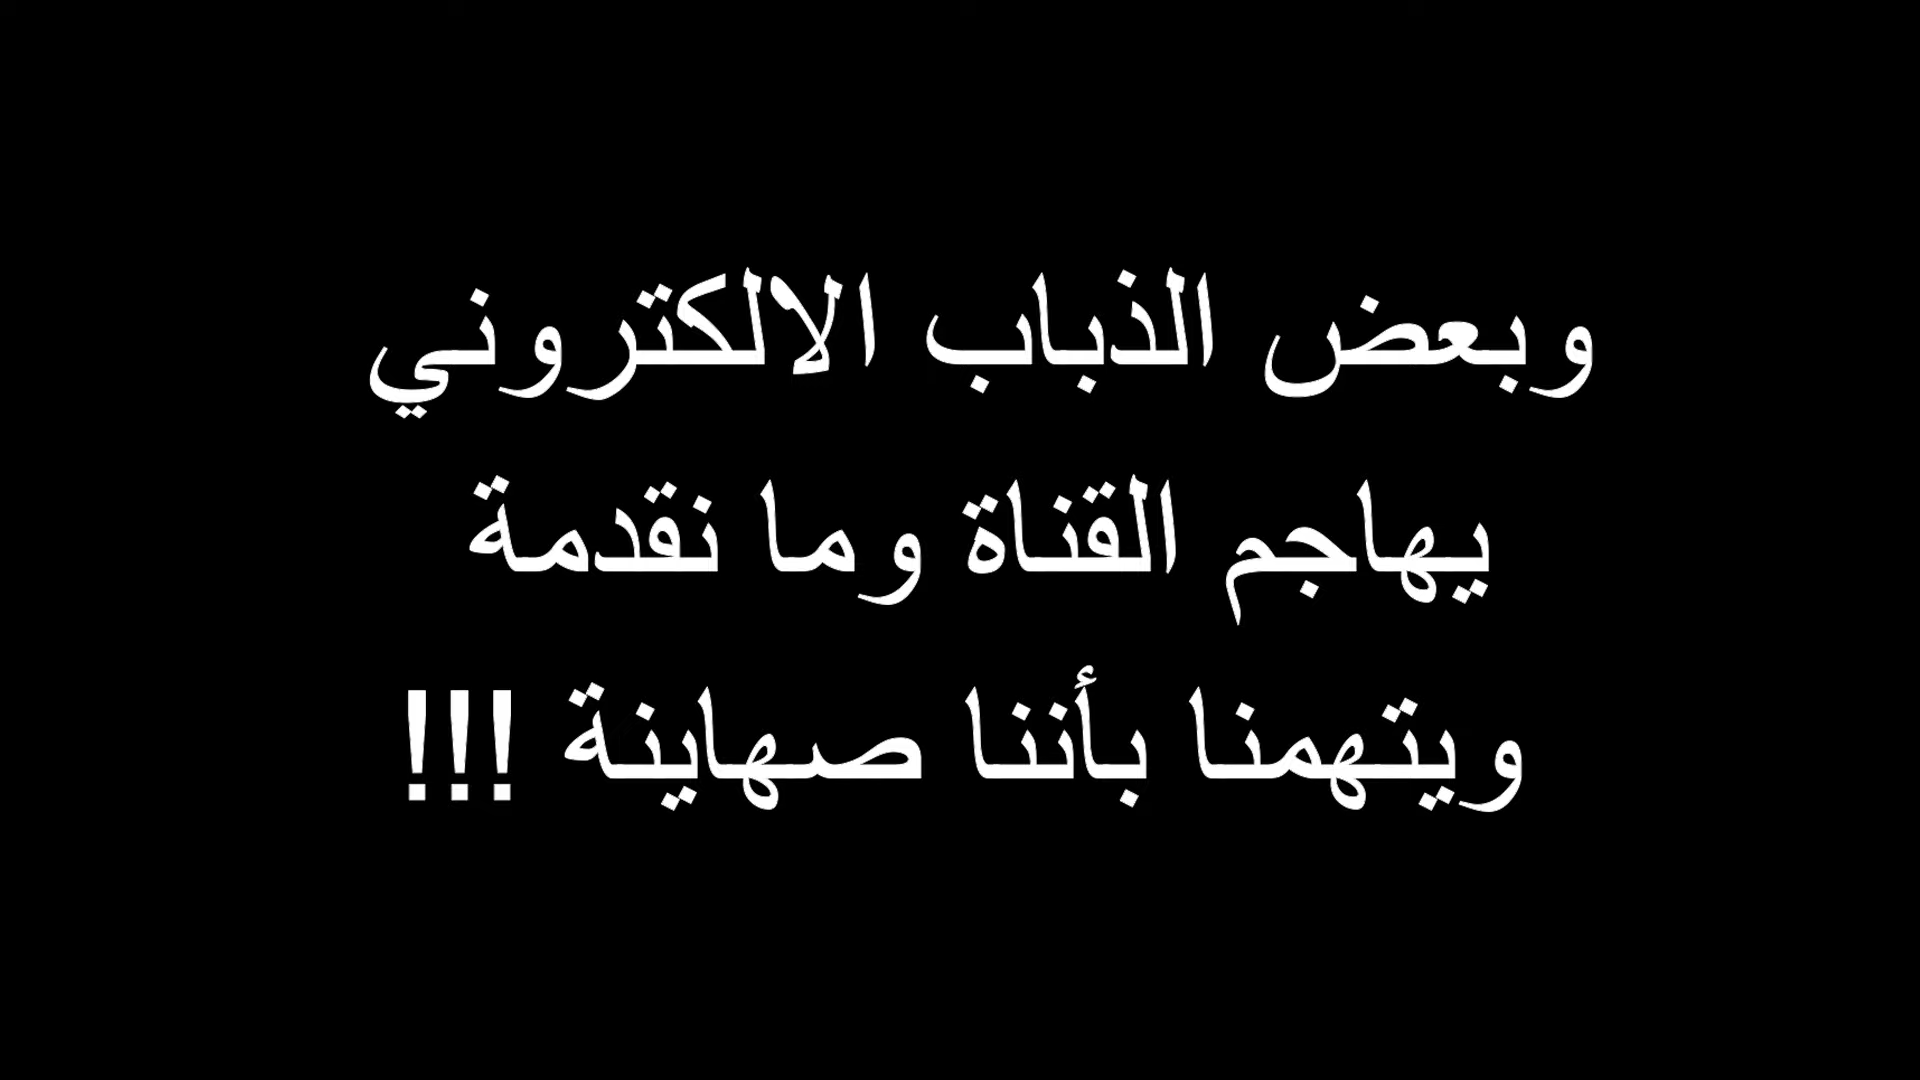 وبعض الذباب الالكتروني
يهاجم القناة وما نقدمة
ويتهمنا بأننا صهاينة !!!